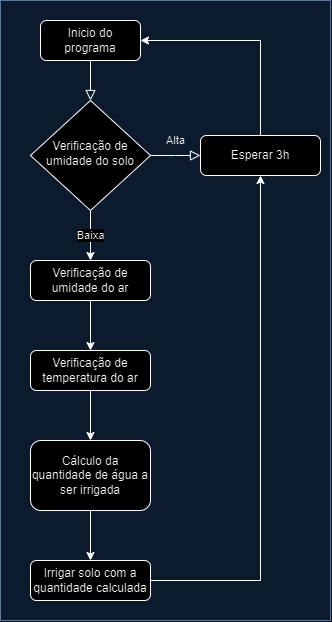 Inicio do
programa
Verificação de
umidade do solo
Alta
Esperar 3h
Baixa
Verificação de
umidade do ar
Verificação de
temperatura do ar
Cálculo da
quantidade de água a
ser irrigada
Irrigar solo com a
quantidade calculada